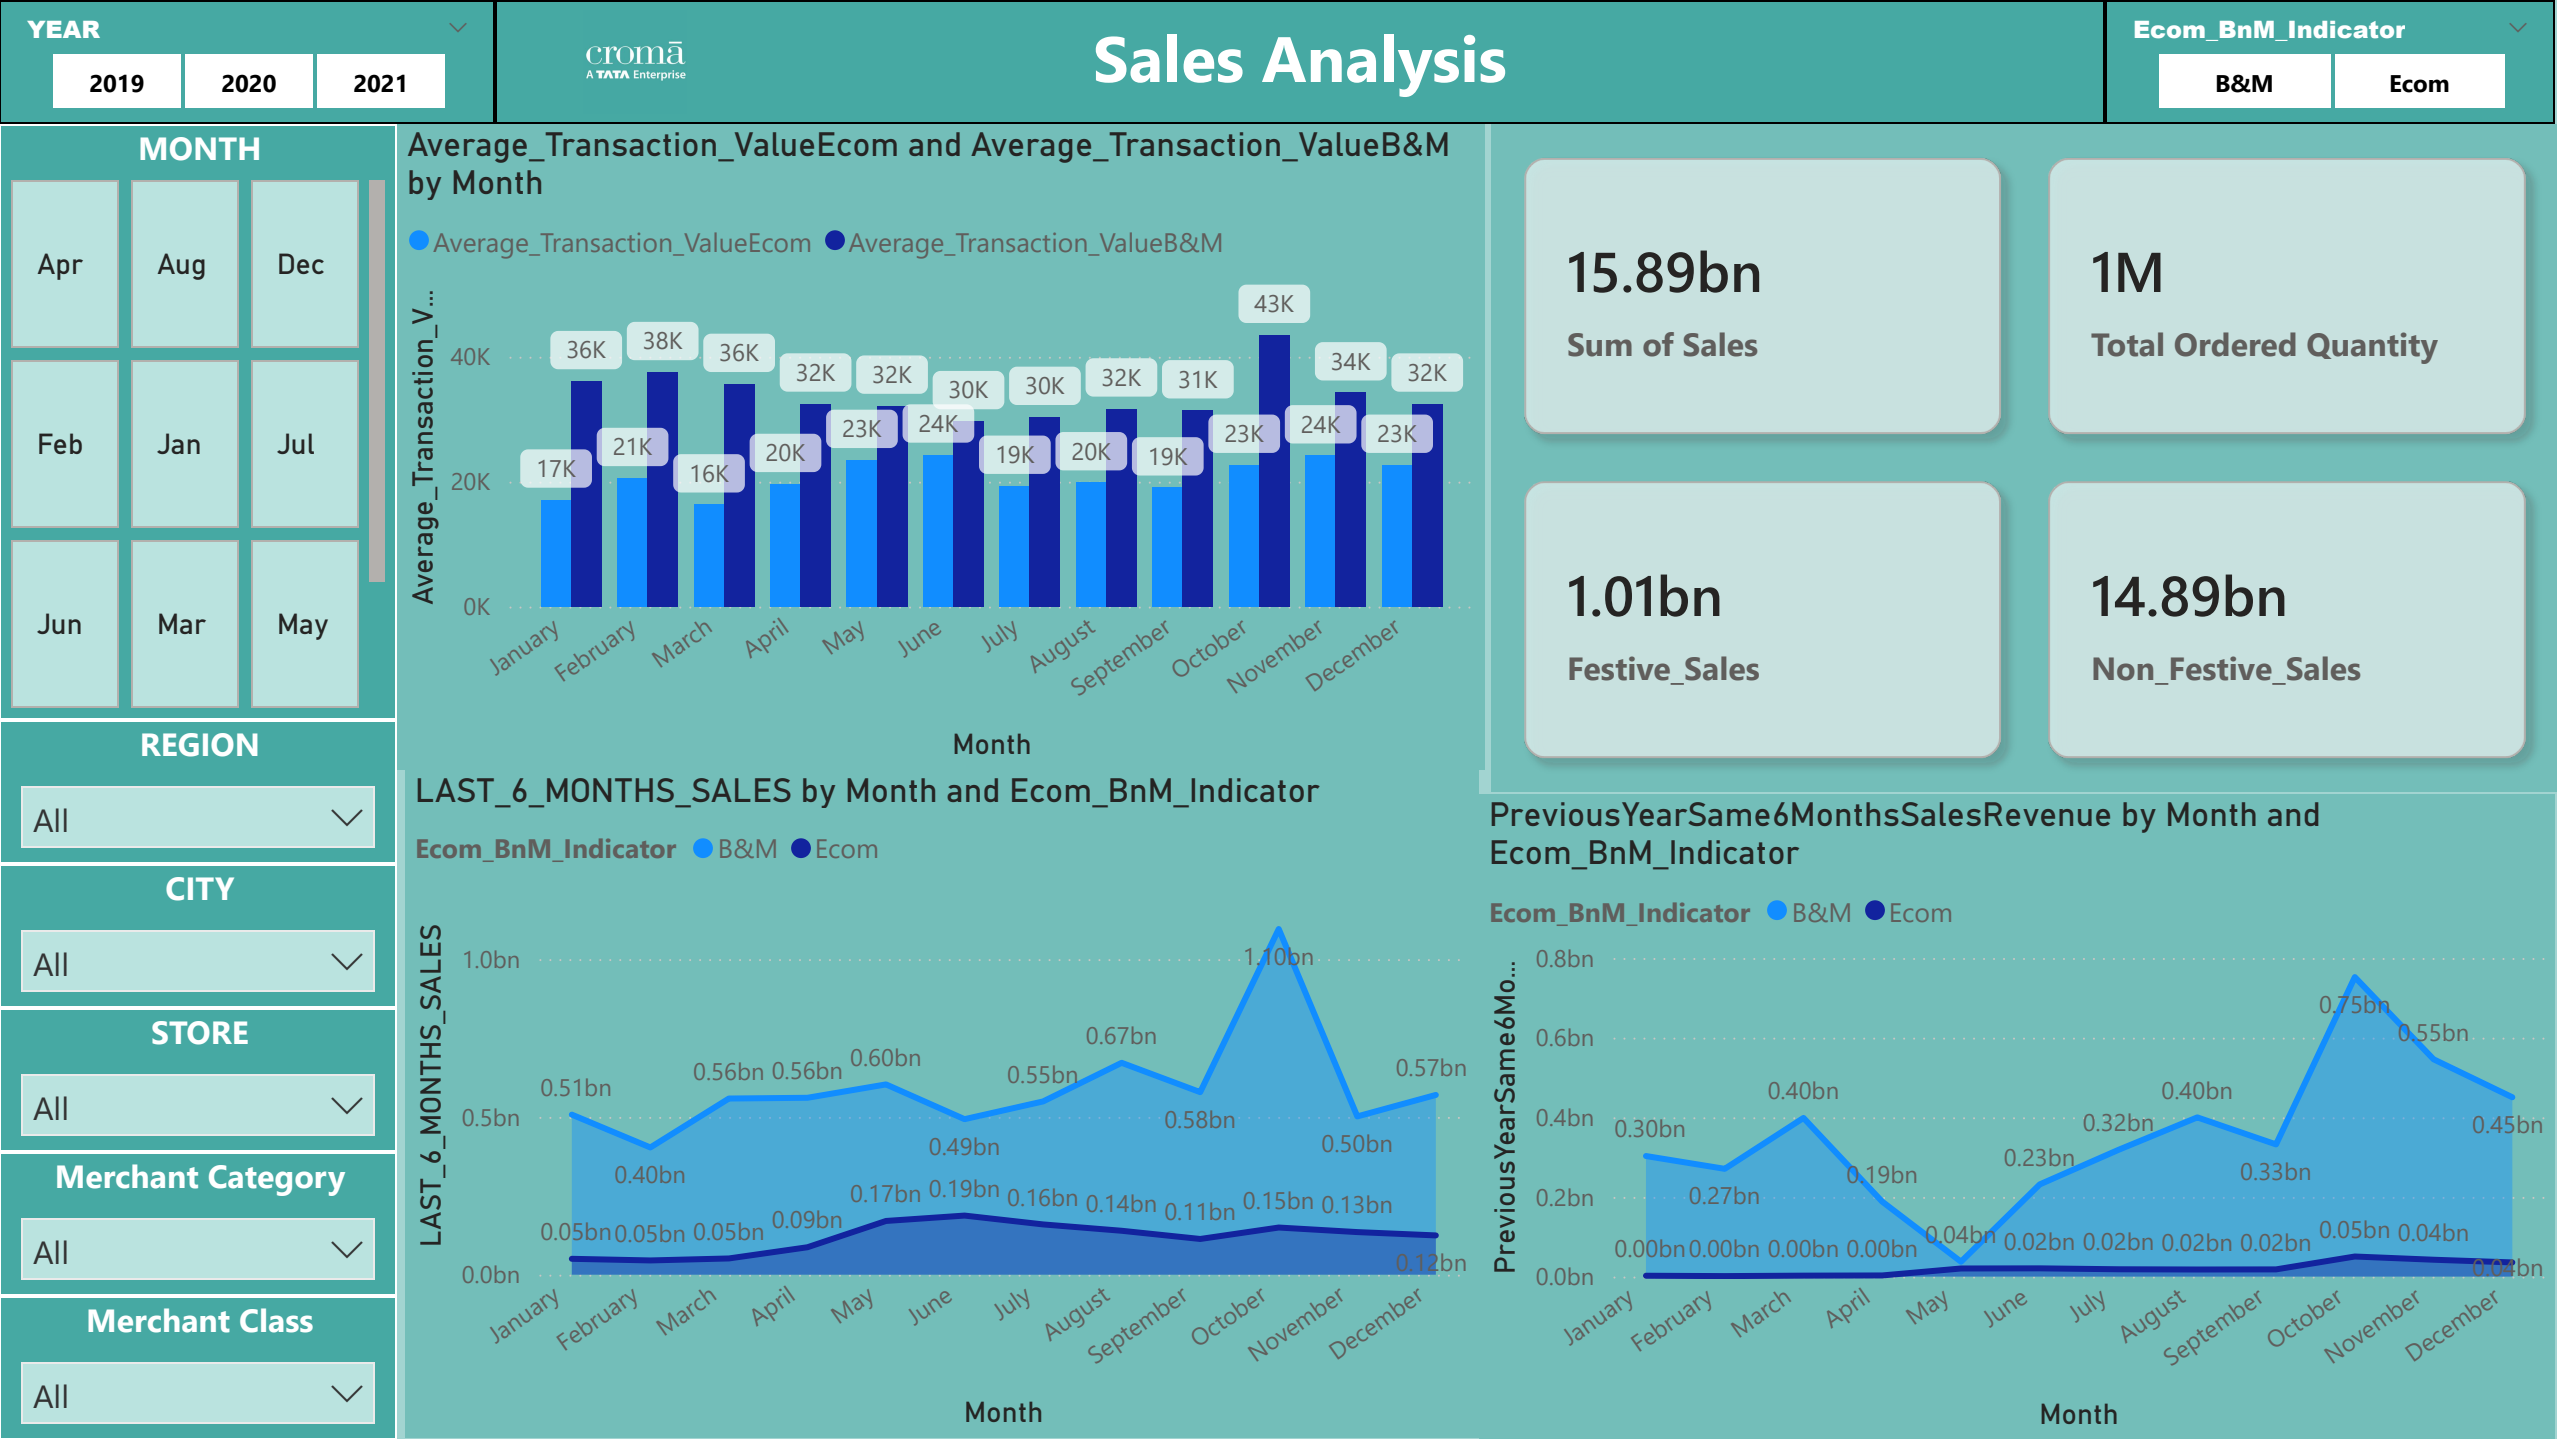 YEAR
2019 2020 2021
cromā
A TATA Enterprise
Sales Analysis
Ecom_BnM_Indicator
B&M Ecom
MONTH
Apr Aug Dec
Feb Jan Jul
Jun Mar May
REGION
All
CITY
All
STORE
All
Merchant Category
All
Merchant Class
All
Average_Transaction_ValueEcom and Average_Transaction_ValueB&M
by Month
Average_Transaction_ValueEcom Average_Transaction_ValueB&M
Average_Transaction_V...
43K
36K 38K 36K 32K 32K 30K 30K 32K 31K 34K 32K
40K
17K 21K 16K 20K 23K 24K 19K 20K 19K 23K 24K 23K
20K
0K
January February March April May June July August September October November December
Month
15.89bn
Sum of Sales
1M
Total Ordered Quantity
1.01bn
Festive_Sales
14.89bn
Non_Festive_Sales
LAST_6_MONTHS_SALES by Month and Ecom_BnM_Indicator
Ecom_BnM_Indicator B&M Ecom
LAST_6_MONTHS_SALES
1.0bn
0.5bn
0.0bn
0.51bn 0.40bn 0.56bn 0.56bn 0.60bn 0.49bn 0.55bn 0.67bn 0.58bn 1.10bn 0.50bn 0.57bn
0.05bn 0.05bn 0.05bn 0.09bn 0.17bn 0.19bn 0.16bn 0.14bn 0.11bn 0.15bn 0.13bn 0.12bn
January February March April May June July August September October November December
Month
PreviousYearSame6MonthsSalesRevenue by Month and
Ecom_BnM_Indicator
Ecom_BnM_Indicator B&M Ecom
PreviousYearSame6Mo...
0.8bn
0.6bn
0.4bn
0.2bn
0.0bn
0.30bn 0.27bn 0.40bn 0.19bn 0.04bn 0.23bn 0.32bn 0.40bn 0.33bn 0.75bn 0.55bn 0.45bn
0.00bn 0.00bn 0.00bn 0.00bn 0.02bn 0.02bn 0.02bn 0.02bn 0.05bn 0.04bn 0.04bn
January February March April May June July August September October November December
Month